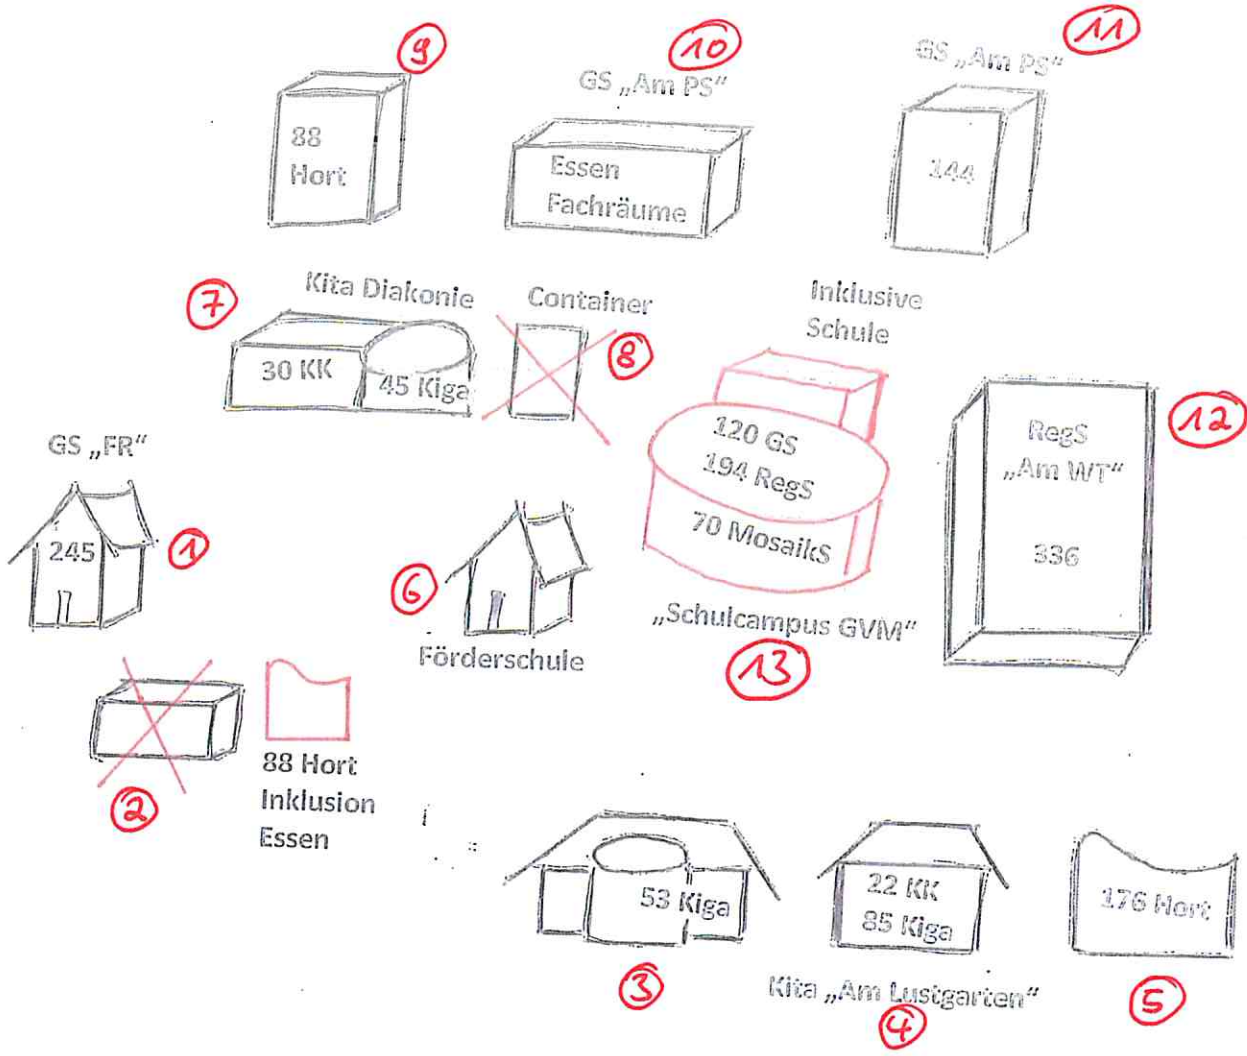 9
88
Hort
10
GS „Am PS“
Essen
Fachräume
11
GS „Am PS“
144
7
Kita Diakonie
30 KK
45 Kiga
Container
8
Inklusive
Schule
120 GS
194 RegS
70 MosaikS
„Schulcampus GVM“
13
12
RegS
„Am WT“
336
GS „FR“
245
1
6
Förderschule
2
88 Hort
Inklusion
Essen
53 Kiga
3
22 KK
85 Kiga
Kita „Am Lustgarten“
4
176 Hort
5